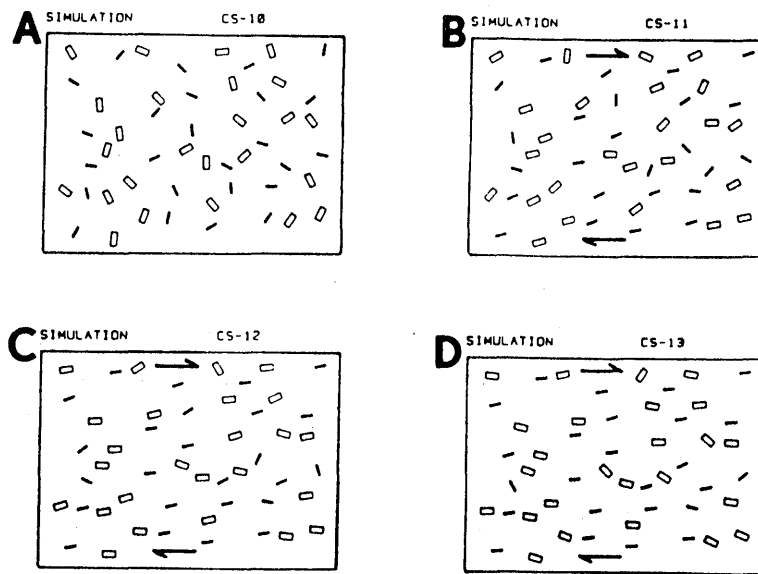 A SIMULATION CS-10
B SIMULATION CS-11
C SIMULATION CS-12
D SIMULATION CS-13